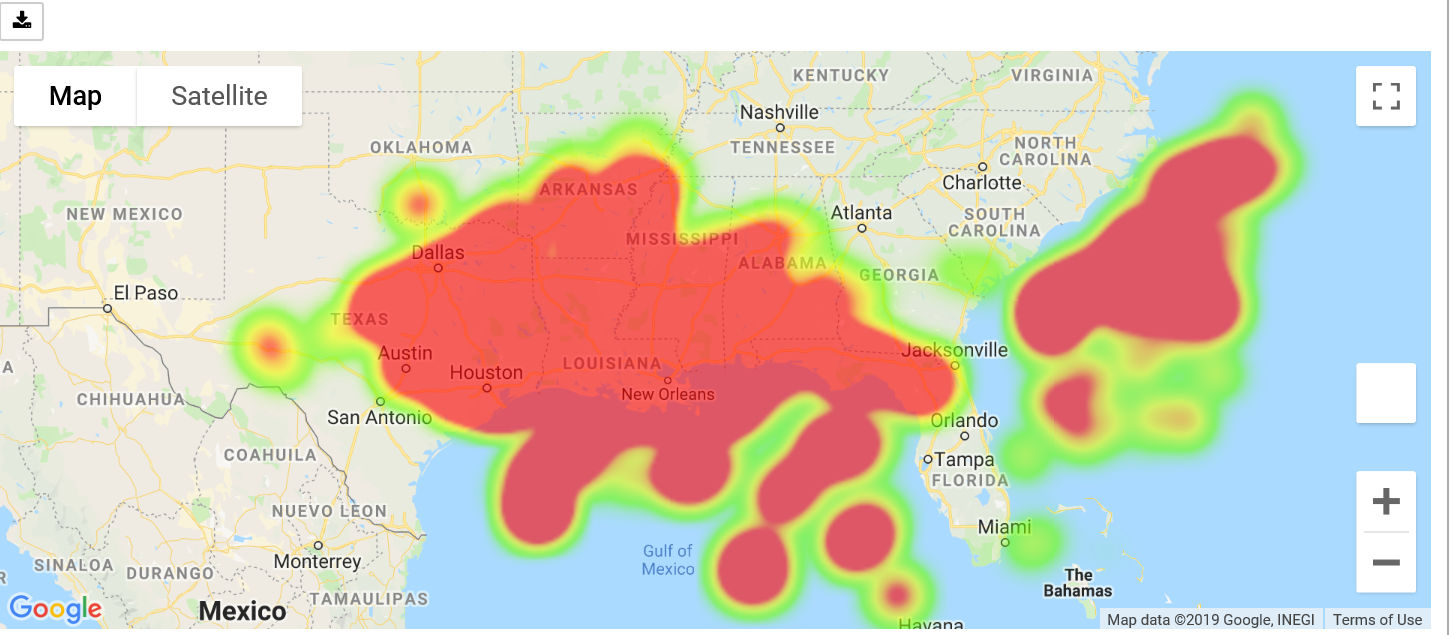 Map
Satellite
KENTUCKY
VIRGINIA
Nashville
OKLAHOMA
TENNESSEE
NORTH
CAROLINA
Charlotte
ARKANSAS
NEW MEXICO
Atlanta
SOUTH
CAROLINA
MISSISSIPPI
Dallas
ALABAMA
GEORGIA
El Paso
TEXAS
Austin
Jacksonville
LOUISIANA
Houston
New Orleans
CHIHUAHUA
San Antonio
Orlando
COAHUILA
Tampa
FLORIDA
NUEVO LEON
Miami
Gulf of
Mexico
Monterrey
SINALOA
DURANGO
The
Bahamas
TAMAULIPAS
Google
Mexico
Havana
Map data ©2019 Google, INEGI
Terms of Use